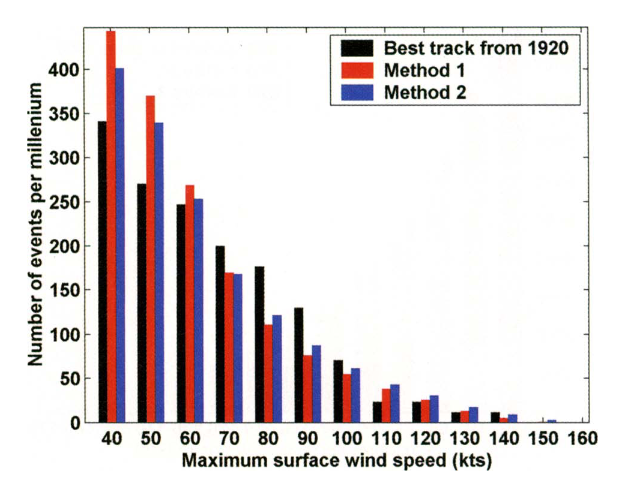 Best track from 1920
Method 1
Method 2
Number of events per millenium
400
350
300
250
200
150
100
50
0
40 50 60 70 80 90 100 110 120 130 140 150 160
Maximum surface wind speed (kts)